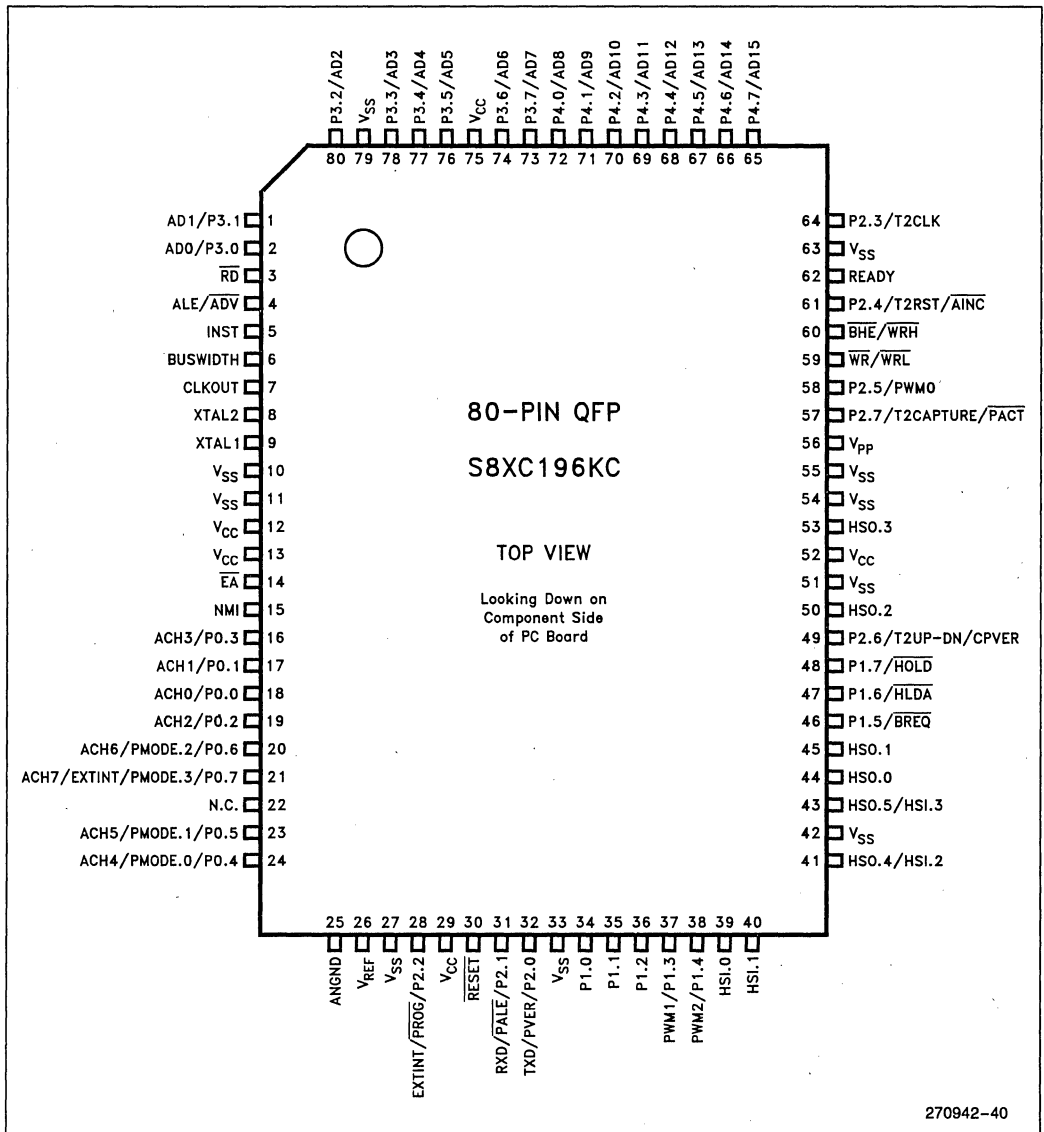 P3.2/AD2
VSS
P3.3/AD3
P3.4/AD4
P3.5/AD5
VCC
P3.6/AD6
P3.7/AD7
P4.0/AD8
P4.1/AD9
P4.2/AD10
P4.3/AD11
P4.4/AD12
P4.5/AD13
P4.6/AD14
P4.7/AD15
80 79 78 77 76 75 74 73 72 71 70 69 68 67 66 65
AD1/P3.1 1
AD0/P3.0 2
RD 3
ALE/ADV 4
INST 5
BUSWIDTH 6
CLKOUT 7
XTAL2 8
XTAL1 9
VSS 10
VSS 11
VCC 12
VCC 13
EA 14
NMI 15
ACH3/P0.3 16
ACH1/P0.1 17
ACH0/P0.0 18
ACH2/P0.2 19
ACH6/PMODE.2/P0.6 20
ACH7/EXTINT/PMODE.3/P0.7 21
N.C. 22
ACH5/PMODE.1/P0.5 23
ACH4/PMODE.0/P0.4 24
80-PIN QFP
S8XC196KC
TOP VIEW
Looking Down on
Component Side
of PC Board
64 P2.3/T2CLK
63 VSS
62 READY
61 P2.4/T2RST/AINC
60 BHE/WRH
59 WR/WRL
58 P2.5/PWM0
57 P2.7/T2CAPTURE/PACT
56 VPP
55 VSS
54 VSS
53 HSO.3
52 VCC
51 VSS
50 HSO.2
49 P2.6/T2UP-DN/CPVER
48 P1.7/HOLD
47 P1.6/HLDA
46 P1.5/BREQ
45 HSO.1
44 HSO.0
43 HSO.5/HSI.3
42 VSS
41 HSO.4/HSI.2
25 26 27 28 29 30 31 32 33 34 35 36 37 38 39 40
ANGND
VREF
VSS
EXTINT/PROG/P2.2
VCC
RESET
RXD/PALE/P2.1
TXD/PVER/P2.0
VSS
P1.0
P1.1
P1.2
PWM1/P1.3
PWM2/P1.4
HSI.0
HSI.1
270942-40